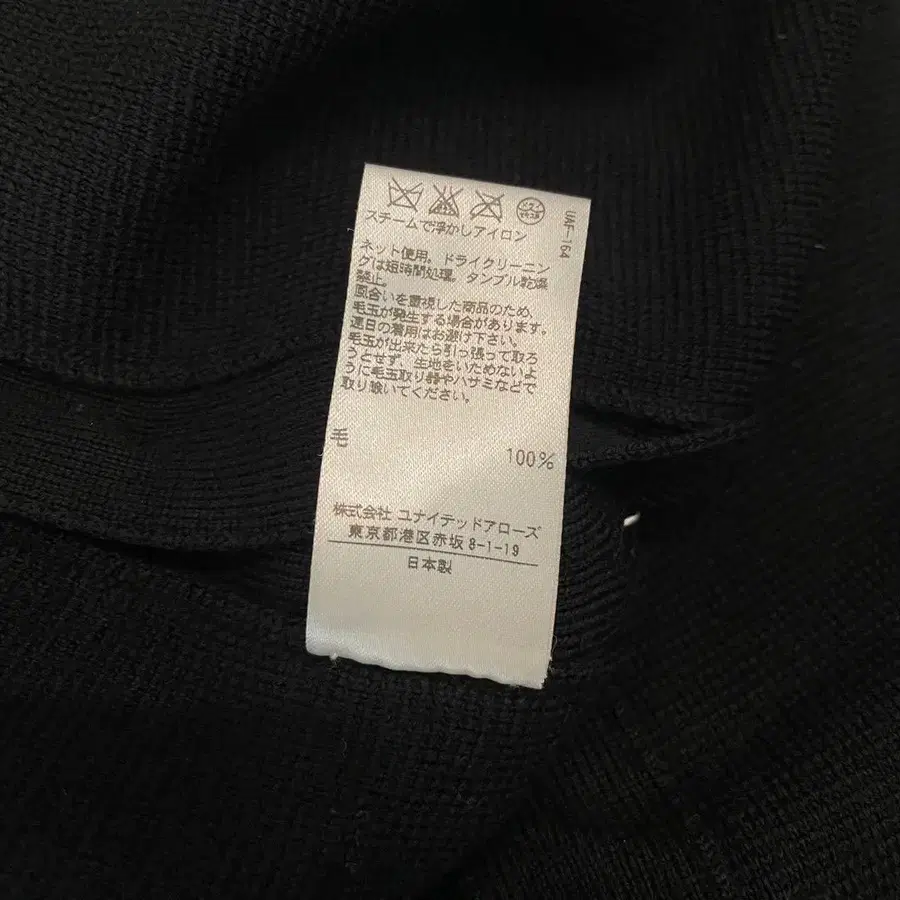 UAF-164
スチームで浮かしアイロン
ネット使用。ドライクリーニン
グは短時間処理。タンブル乾燥
禁止。
風合いを重視した商品のため、
毛玉が発生する場合があります。
連日の着用はお避け下さい。
毛玉が出来たら引っ張って取ろ
うとせず、生地をいためないよ
うに毛玉取り器やハサミなどで
取り除いてください。
毛
100%
株式会社 ユナイテッドアローズ
東京都港区赤坂8-1-19
日本製